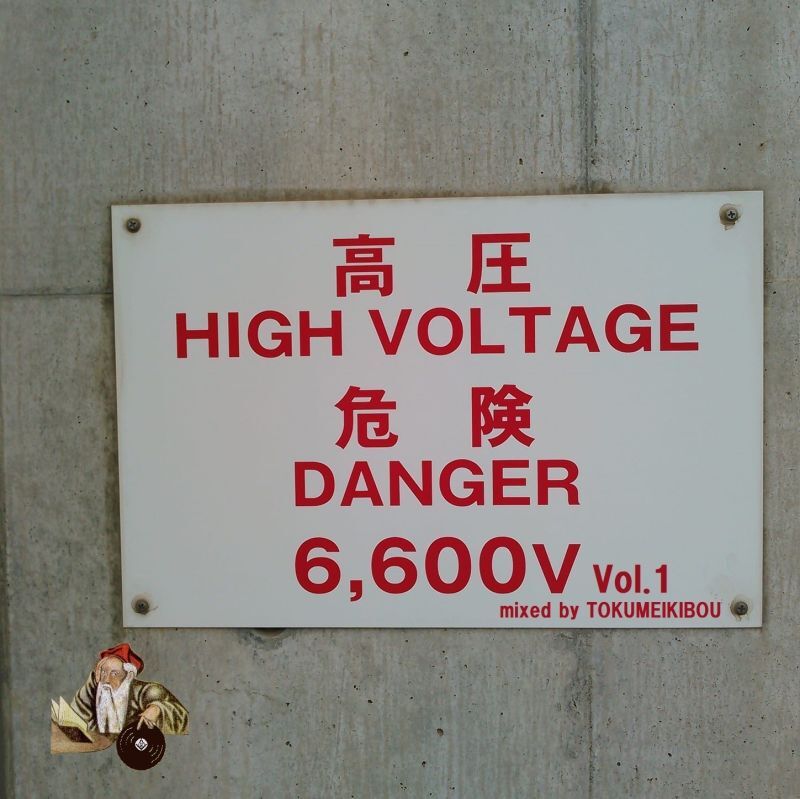 高 圧
HIGH VOLTAGE
危 険
DANGER
6,600V Vol.1
mixed by TOKUMEIKIBOU